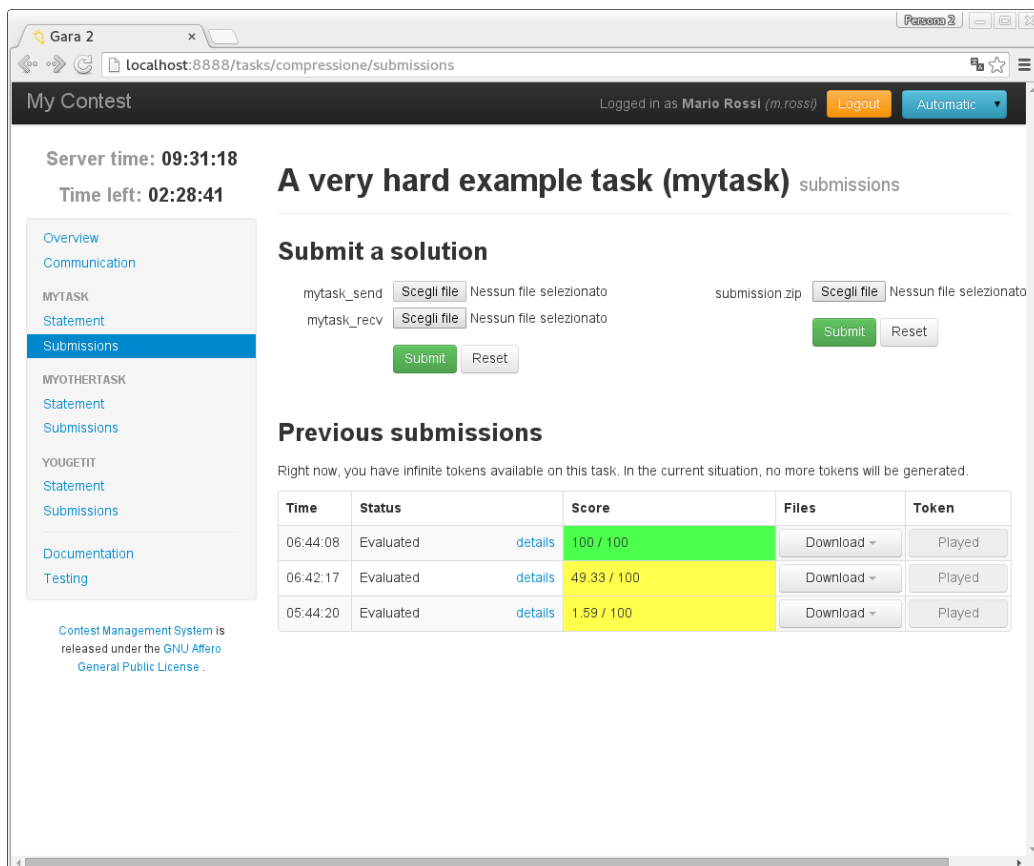 Gara 2
Persona 2
localhost:8888/tasks/compressione/submissions
My Contest
Logged in as Mario Rossi (m.rossi)
Logout
Automatic
Server time: 09:31:18
Time left: 02:28:41
Overview
Communication
MYTASK
Statement
Submissions
MYOTHERTASK
Statement
Submissions
YOUGETIT
Statement
Submissions
Documentation
Testing
Contest Management System is
released under the GNU Affero
General Public License .
A very hard example task (mytask) submissions
Submit a solution
mytask_send Scegli file Nessun file selezionato
mytask_recv Scegli file Nessun file selezionato
Submit Reset
submission.zip Scegli file Nessun file selezionato
Submit Reset
Previous submissions
Right now, you have infinite tokens available on this task. In the current situation, no more tokens will be generated.
Time Status Score Files Token
06:44:08 Evaluated details 100 / 100 Download Played
06:42:17 Evaluated details 49.33 / 100 Download Played
05:44:20 Evaluated details 1.59 / 100 Download Played